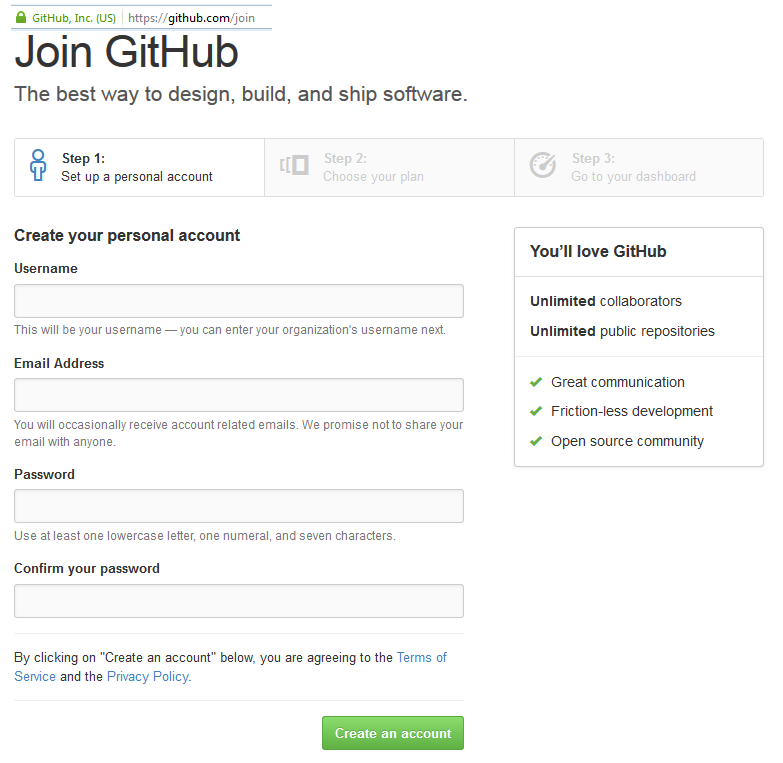 GitHub, Inc. (US) https://github.com/join
Join GitHub
The best way to design, build, and ship software.
Step 1:
Set up a personal account
Step 2:
Choose your plan
Step 3:
Go to your dashboard
Create your personal account
Username
This will be your username — you can enter your organization's username next.
Email Address
You will occasionally receive account related emails. We promise not to share your
email with anyone.
Password
Use at least one lowercase letter, one numeral, and seven characters.
Confirm your password
By clicking on "Create an account" below, you are agreeing to the Terms of
Service and the Privacy Policy.
Create an account
You’ll love GitHub
Unlimited collaborators
Unlimited public repositories
Great communication
Friction-less development
Open source community